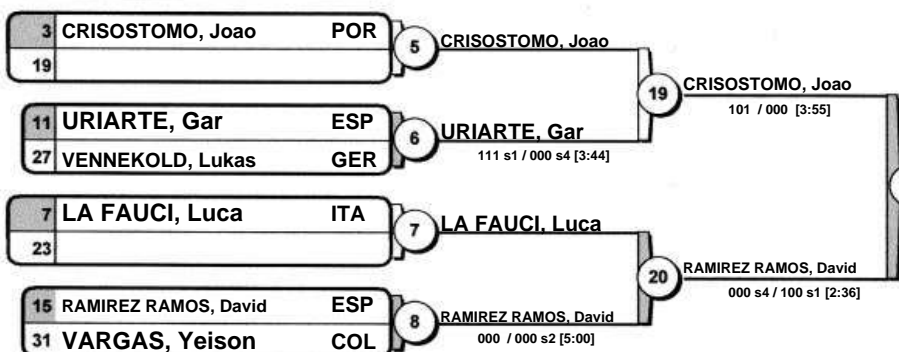 3 CRISOSTOMO, Joao POR
19
5
CRISOSTOMO, Joao
11 URIARTE, Gar ESP
27 VENNEKOLD, Lukas GER
6
URIARTE, Gar
111 s1 / 000 s4 [3:44]
19
CRISOSTOMO, Joao
101 / 000 [3:55]
7 LA FAUCI, Luca ITA
23
7
LA FAUCI, Luca
15 RAMIREZ RAMOS, David ESP
31 VARGAS, Yeison COL
8
RAMIREZ RAMOS, David
000 / 000 s2 [5:00]
20
RAMIREZ RAMOS, David
000 s4 / 100 s1 [2:36]